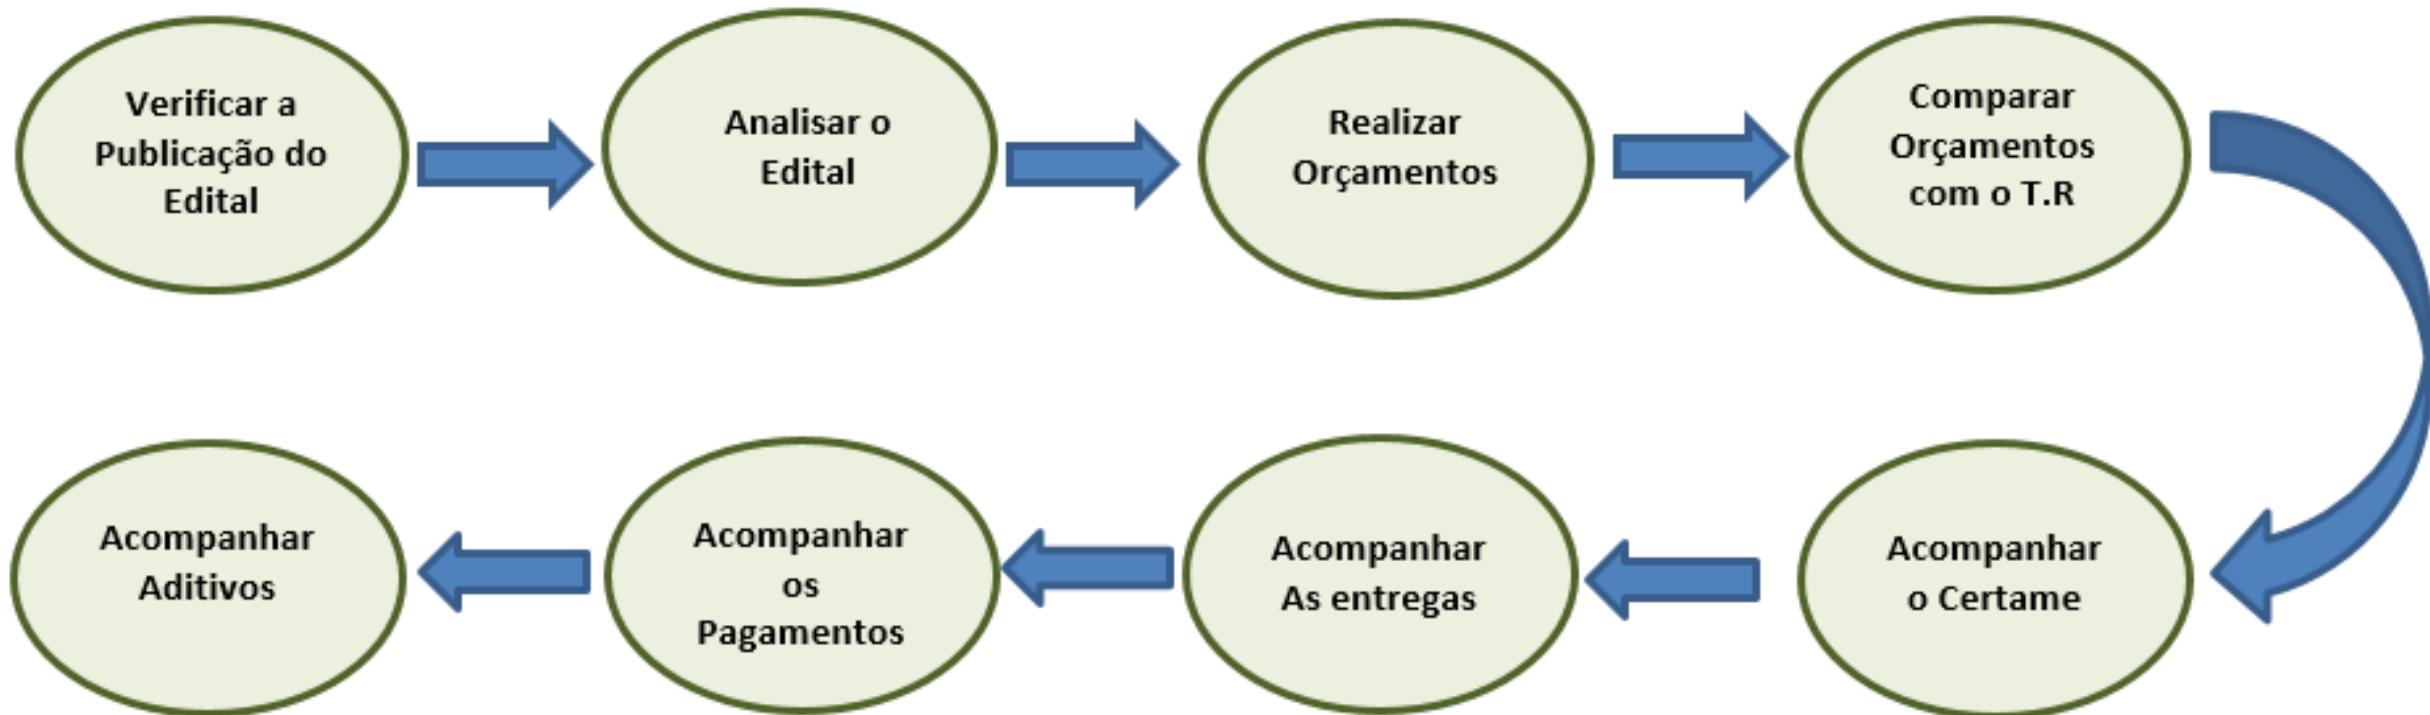 Verificar a
Publicação do
Edital
Analisar o
Edital
Realizar
Orçamentos
Comparar
Orçamentos
com o T.R
Acompanhar
o Certame
Acompanhar
As entregas
Acompanhar
os
Pagamentos
Acompanhar
Aditivos